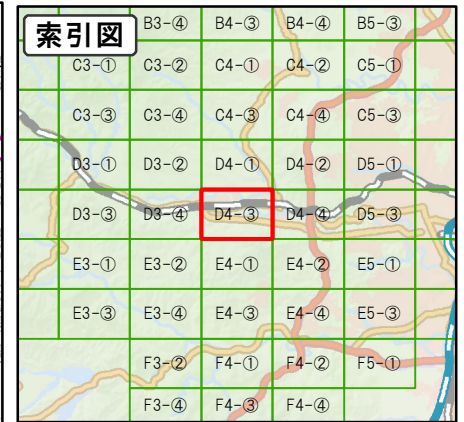 索引図
B3-④ B4-③ B4-④ B5-③
C3-① C3-② C4-① C4-② C5-①
C3-③ C3-④ C4-③ C4-④ C5-③
D3-① D3-② D4-① D4-② D5-①
D3-③ D3-④ D4-③ D4-④ D5-③
E3-① E3-② E4-① E4-② E5-①
E3-③ E3-④ E4-③ E4-④ E5-③
F3-② F4-① F4-② F5-①
F3-④ F4-③ F4-④